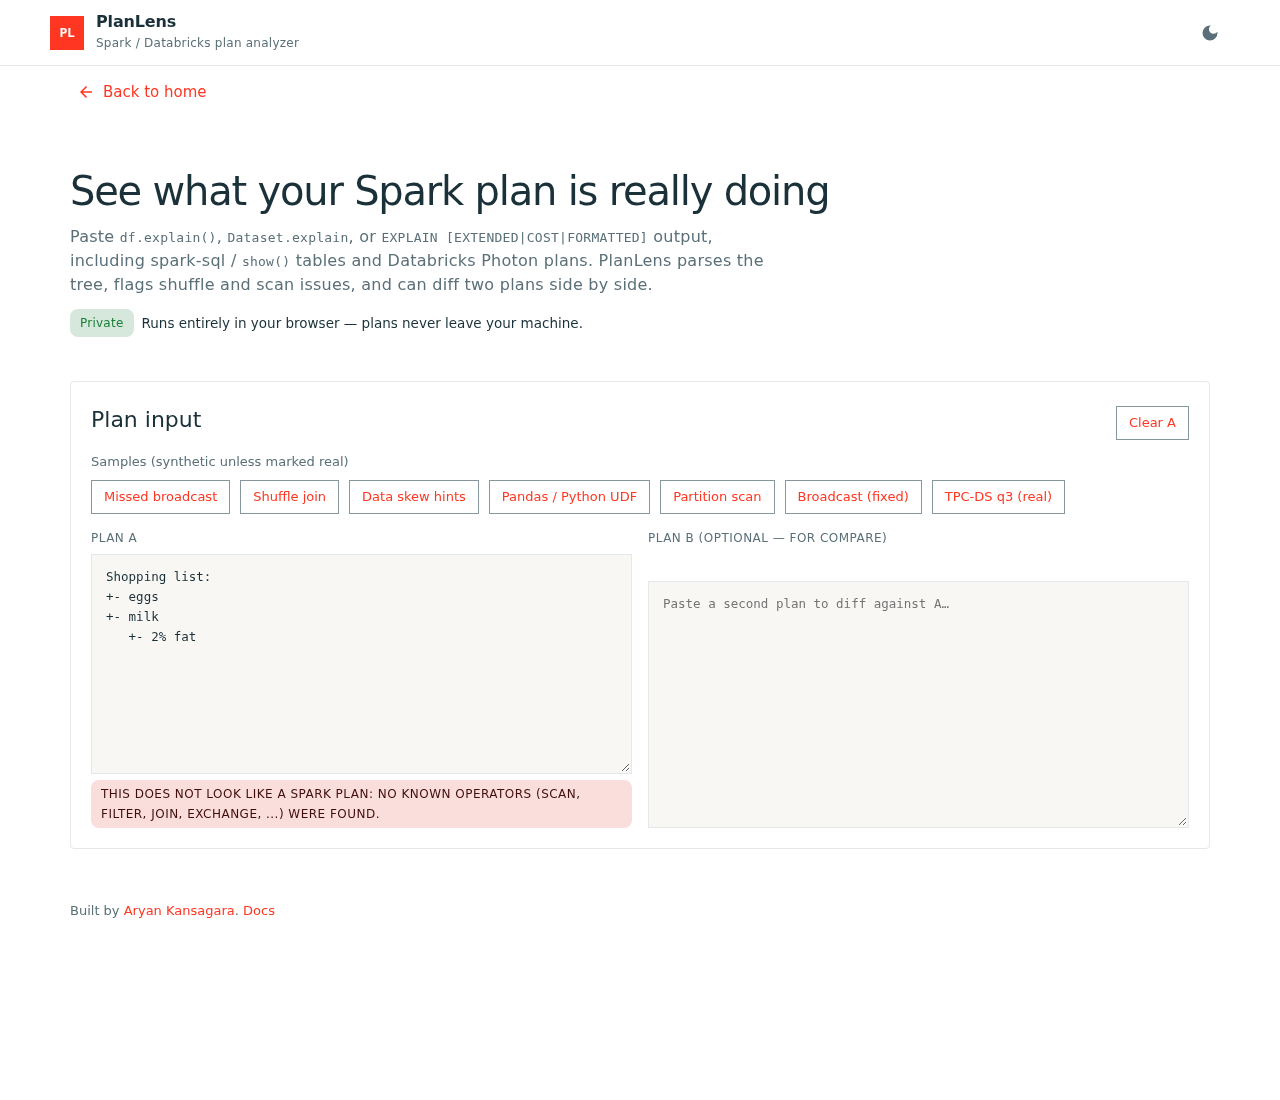 PL
PlanLens
Spark / Databricks plan analyzer
Back to home
See what your Spark plan is really doing
Paste df.explain(), Dataset.explain, or EXPLAIN [EXTENDED|COST|FORMATTED] output,
including spark-sql / show() tables and Databricks Photon plans. PlanLens parses the
tree, flags shuffle and scan issues, and can diff two plans side by side.
Private Runs entirely in your browser — plans never leave your machine.
Plan input
Clear A
Samples (synthetic unless marked real)
Missed broadcast Shuffle join Data skew hints Pandas / Python UDF Partition scan Broadcast (fixed) TPC-DS q3 (real)
PLAN A
Shopping list:
+- eggs
+- milk
   +- 2% fat
THIS DOES NOT LOOK LIKE A SPARK PLAN: NO KNOWN OPERATORS (SCAN,
FILTER, JOIN, EXCHANGE, ...) WERE FOUND.
PLAN B (OPTIONAL — FOR COMPARE)
Paste a second plan to diff against A…
Built by Aryan Kansagara. Docs